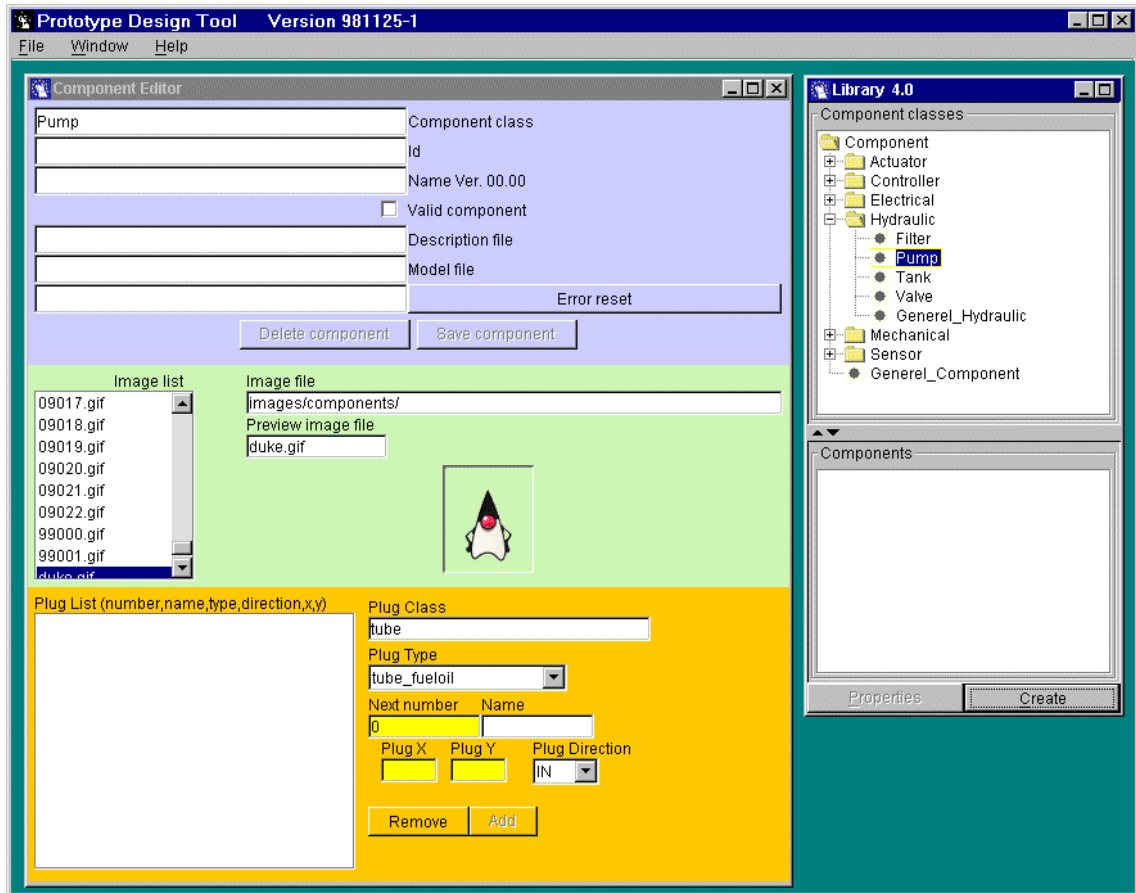 Prototype Design Tool Version 981125-1
File Window Help
Component Editor
Pump Component class
Id
Name Ver. 00.00
Valid component
Description file
Model file
Error reset
Delete component Save component
Image list
09017.gif
09018.gif
09019.gif
09020.gif
09021.gif
09022.gif
99000.gif
99001.gif
duke.gif
Image file
images/components/
Preview image file
duke.gif
Plug List (number,name,type,direction,x,y)
Plug Class
tube
Plug Type
tube_fueloil
Next number Name
0
Plug X Plug Y Plug Direction
IN
Remove Add
Library 4.0
Component classes
Component
Actuator
Controller
Electrical
Hydraulic
Filter
Pump
Tank
Valve
Generel_Hydraulic
Mechanical
Sensor
Generel_Component
Components
Properties Create